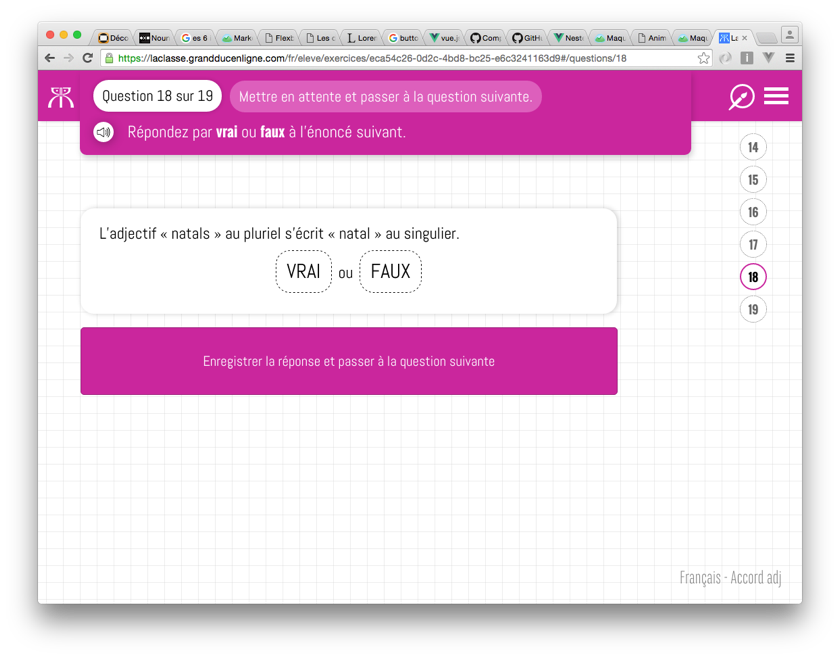 Déco
Nour
G es 6
Mark
Flexb
Les c
Lorer
butto
vue.j
Comp
GitHu
Nesti
Maqu
Anim
Maqu
La
https://laclasse.grandducenligne.com/fr/eleve/exercices/eca54c26-0d2c-4bd8-bc25-e6c3241163d9#/questions/18
Question 18 sur 19
Mettre en attente et passer à la question suivante.
Répondez par vrai ou faux à l'énoncé suivant.
14
15
16
17
18
19
L'adjectif « natals » au pluriel s'écrit « natal » au singulier.
VRAI ou FAUX
Enregistrer la réponse et passer à la question suivante
Français - Accord adj